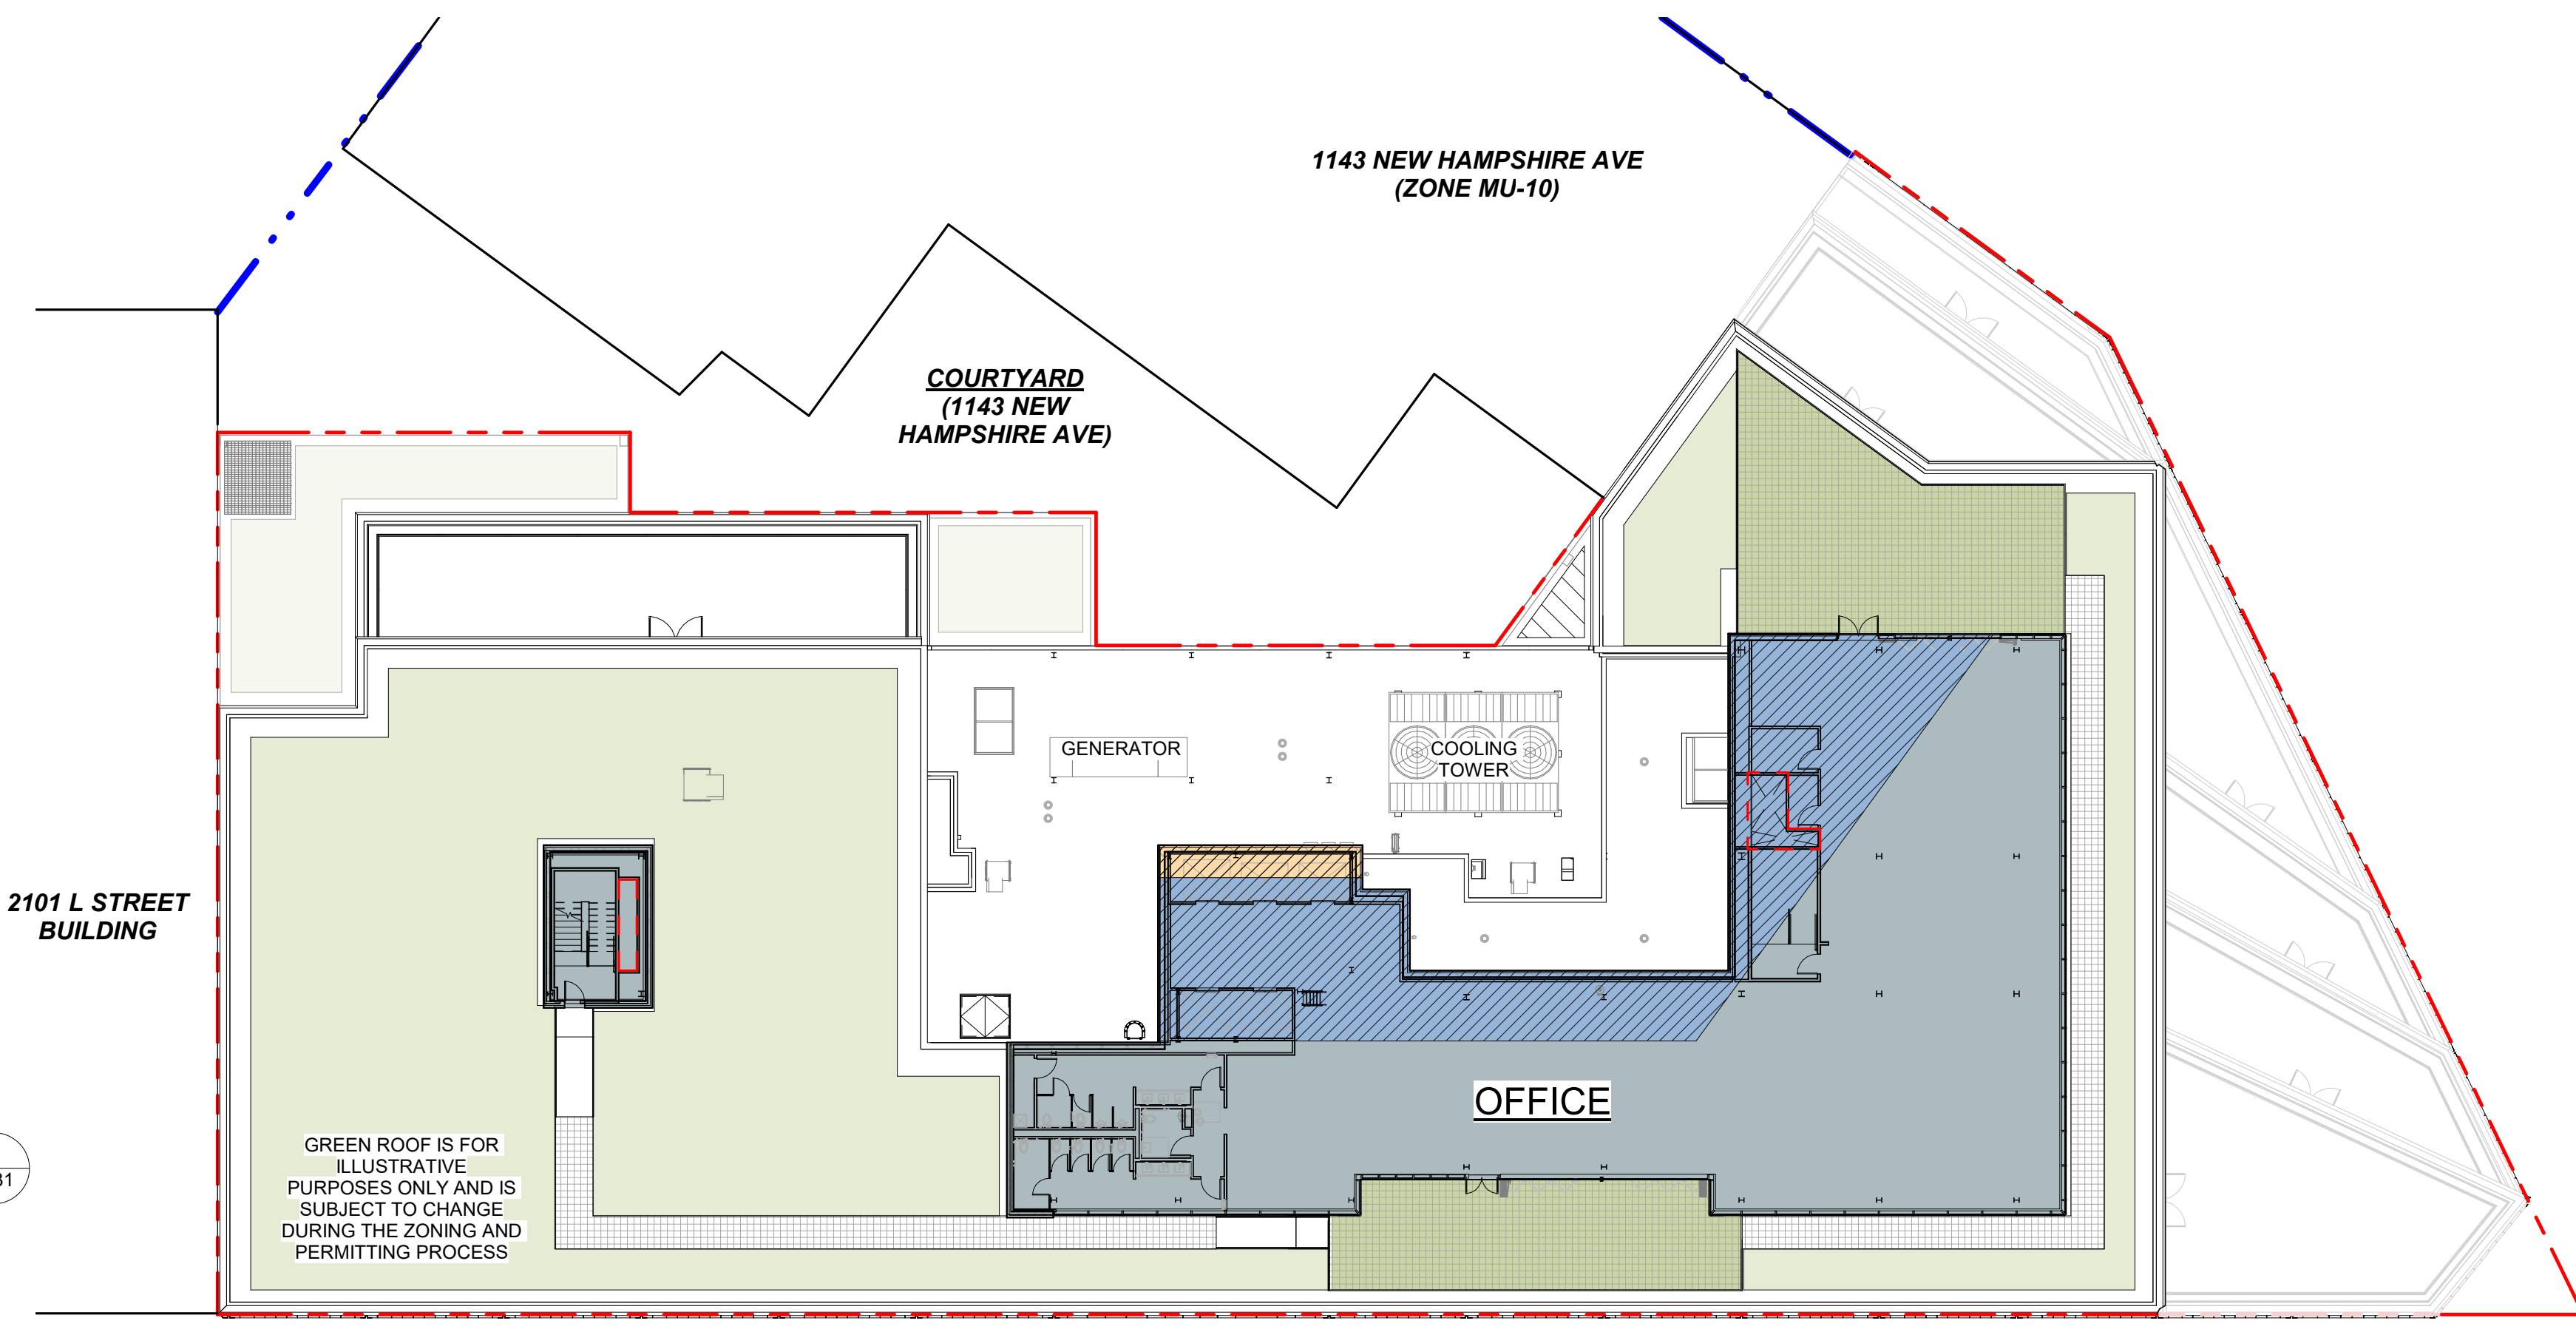 1143 NEW HAMPSHIRE AVE
(ZONE MU-10)
COURTYARD
(1143 NEW
HAMPSHIRE AVE)
GENERATOR
COOLING
TOWER
2101 L STREET
BUILDING
OFFICE
GREEN ROOF IS FOR
ILLUSTRATIVE
PURPOSES ONLY AND IS
SUBJECT TO CHANGE
DURING THE ZONING AND
PERMITTING PROCESS